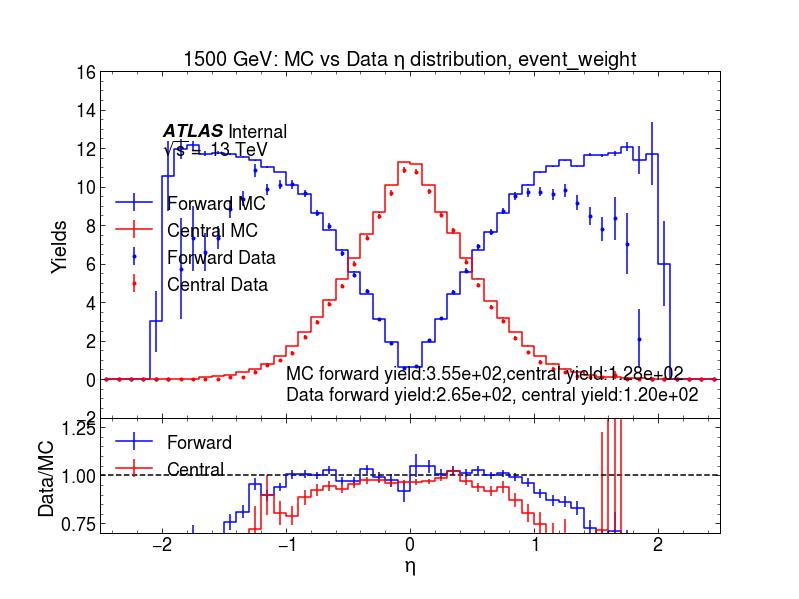 1500 GeV: MC vs Data η distribution, event_weight
16
14
12
10
8
6
4
2
0
−2
Yields
ATLAS Internal
√s = 13 TeV
Forward MC
Central MC
Forward Data
Central Data
MC forward yield:3.55e+02,central yield:1.28e+02
Data forward yield:2.65e+02, central yield:1.20e+02
1.25
1.00
0.75
Data/MC
Forward
Central
−2 −1 0 1 2
η